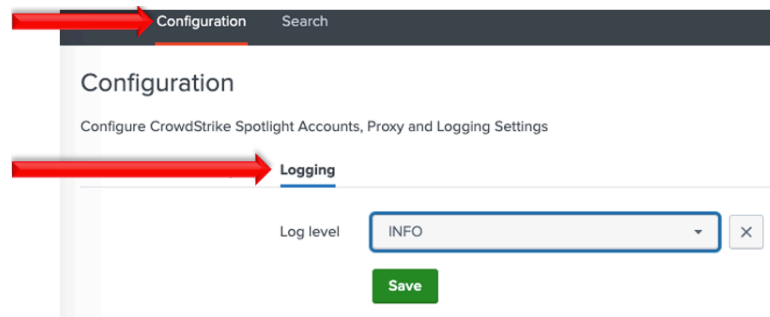 Configuration Search
Configuration
Configure CrowdStrike Spotlight Accounts, Proxy and Logging Settings
Logging
Log level INFO
Save